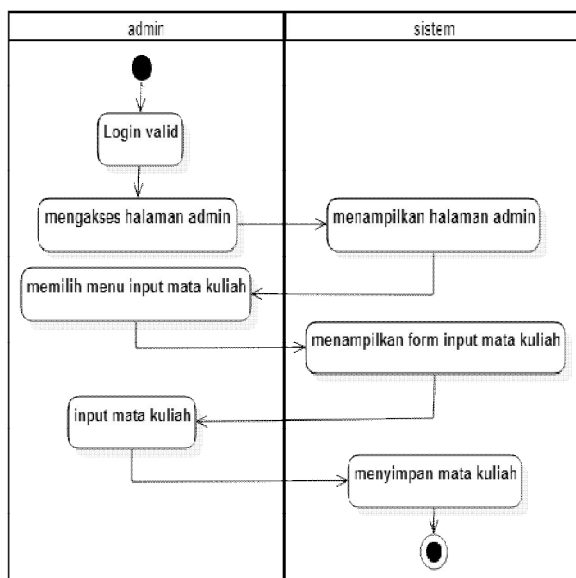 admin
sistem
Login valid
mengakses halaman admin
menampilkan halaman admin
memilih menu input mata kuliah
menampilkan form input mata kuliah
input mata kuliah
menyimpan mata kuliah